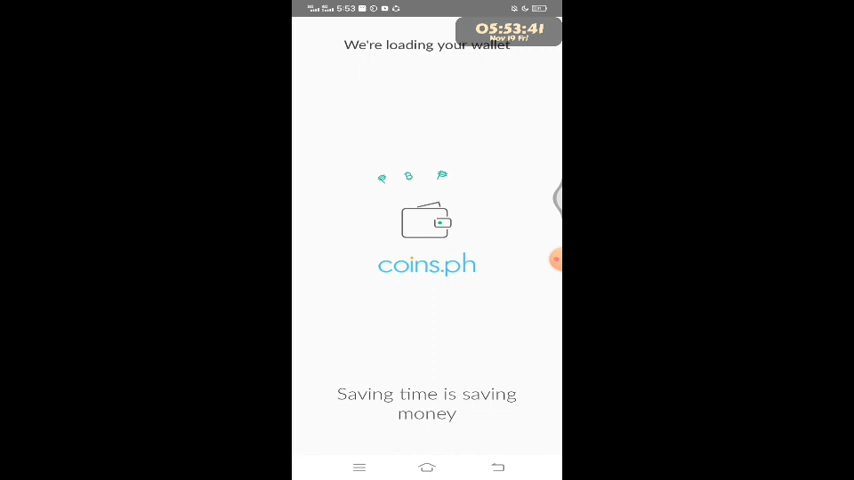 5:53
05:53:41
Nov 19 Fri
We're loading your wallet
coins.ph
Saving time is saving
money